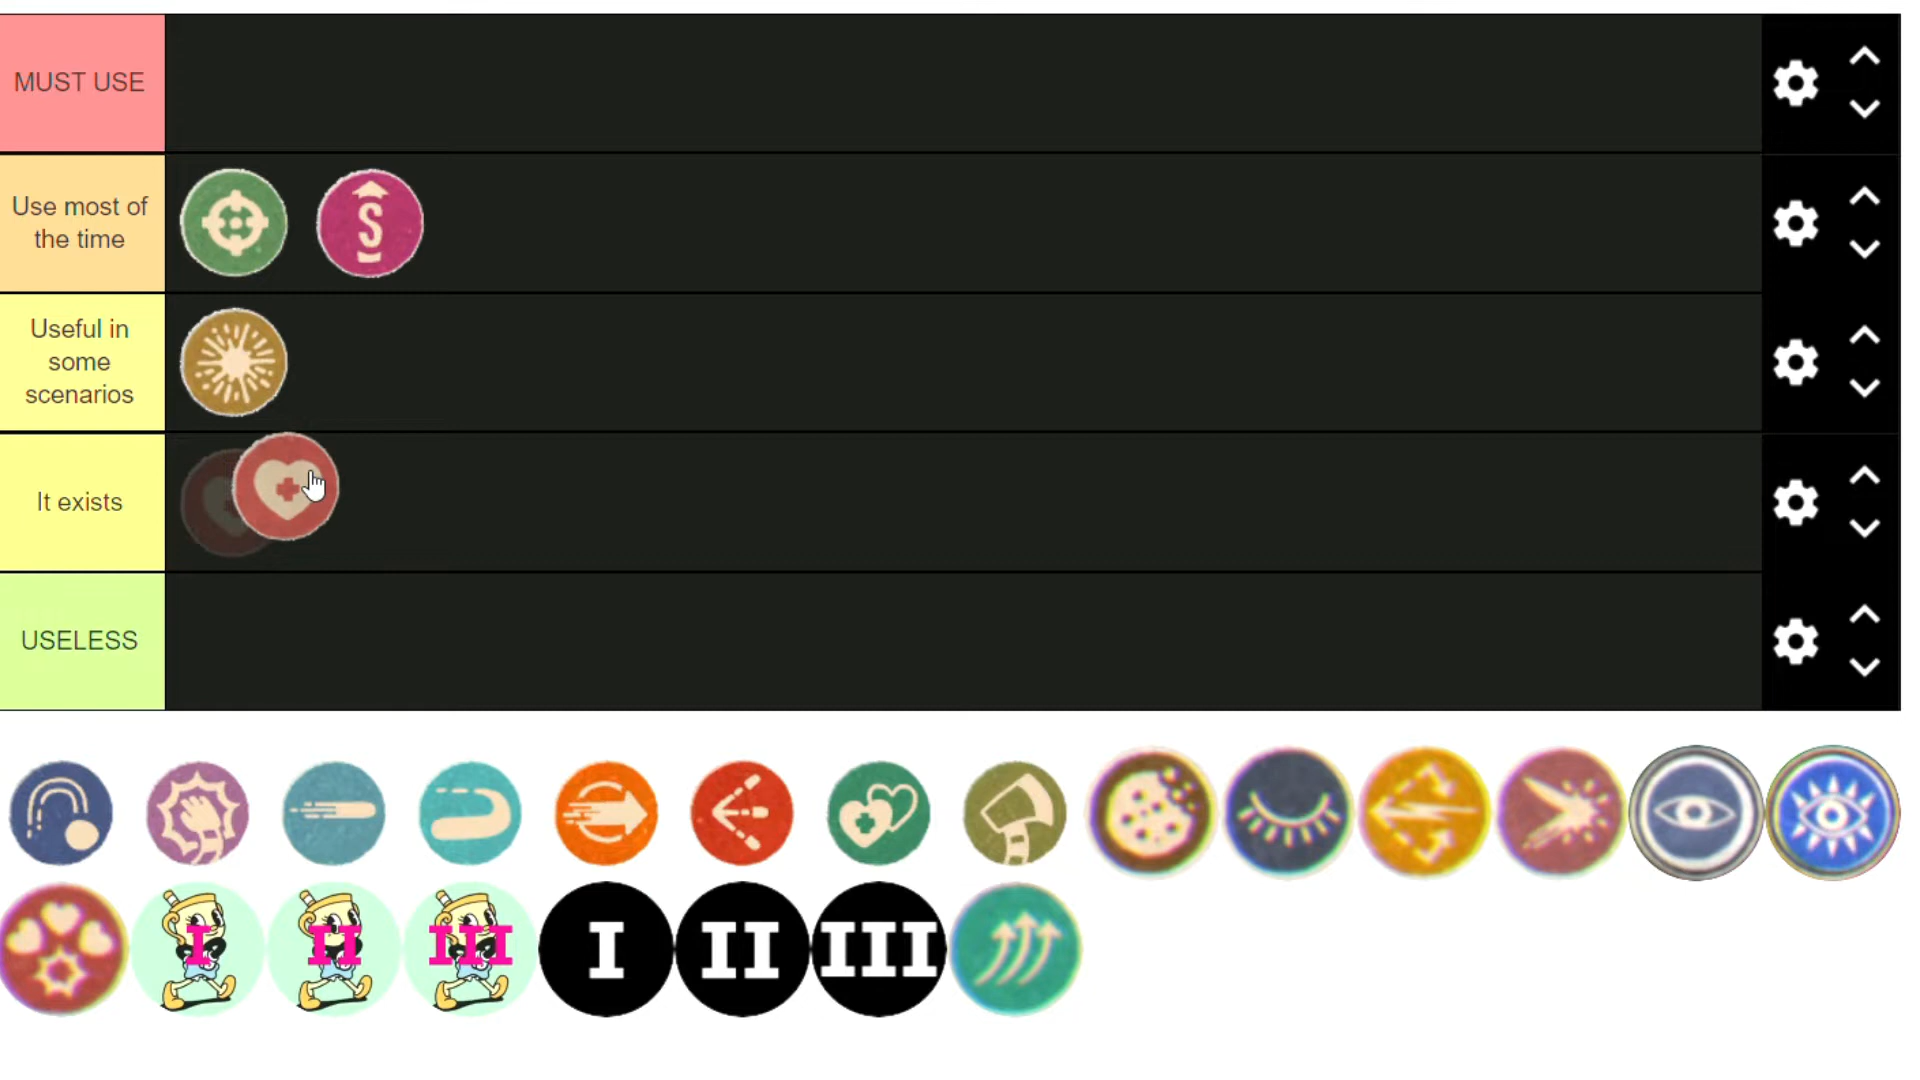 MUST USE
Use most of
the time
S
Useful in
some
scenarios
It exists
USELESS
I
II
III
I
II
III